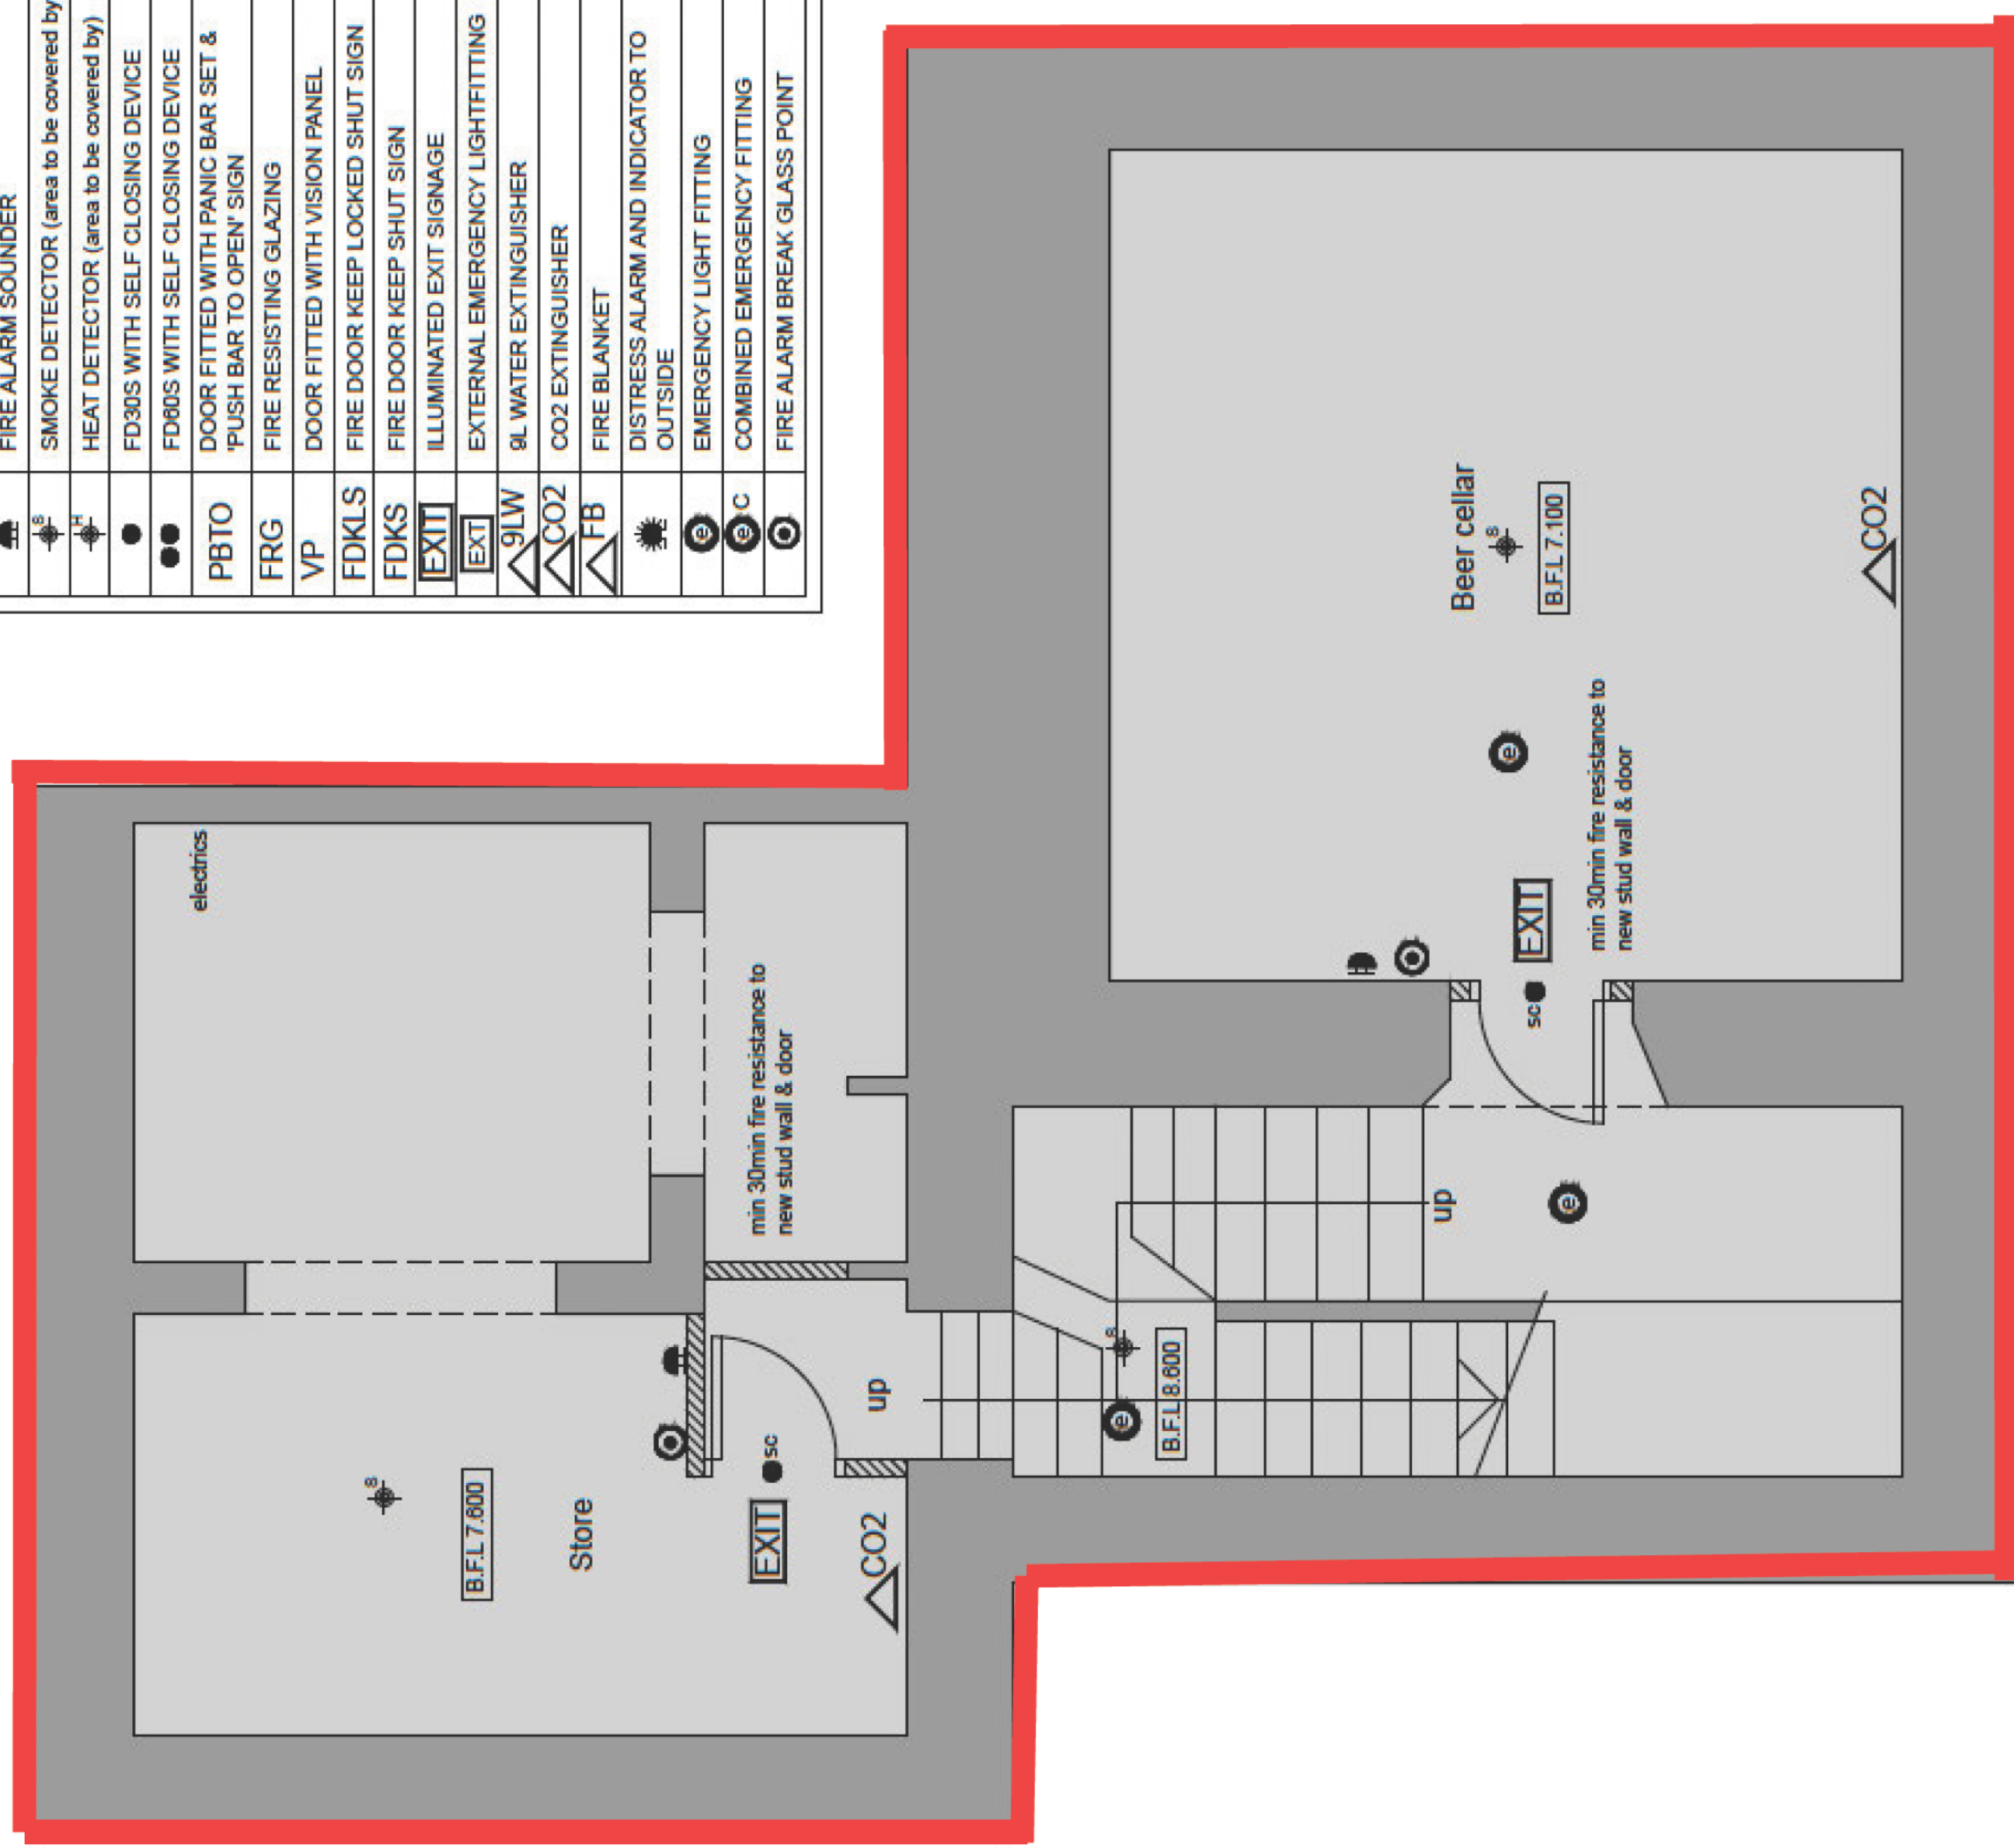 FIRE ALARM SOUNDER
S SMOKE DETECTOR (area to be covered by
H HEAT DETECTOR (area to be covered by)
FD30S WITH SELF CLOSING DEVICE
FD60S WITH SELF CLOSING DEVICE
PBTO DOOR FITTED WITH PANIC BAR SET &
'PUSH BAR TO OPEN' SIGN
FRG FIRE RESISTING GLAZING
VP DOOR FITTED WITH VISION PANEL
FDKLS FIRE DOOR KEEP LOCKED SHUT SIGN
FDKS FIRE DOOR KEEP SHUT SIGN
EXIT ILLUMINATED EXIT SIGNAGE
EXT EXTERNAL EMERGENCY LIGHTFITTING
9LW 9L WATER EXTINGUISHER
CO2 CO2 EXTINGUISHER
FB FIRE BLANKET
DISTRESS ALARM AND INDICATOR TO
OUTSIDE
e EMERGENCY LIGHT FITTING
e C COMBINED EMERGENCY FITTING
FIRE ALARM BREAK GLASS POINT
electrics
S
B.F.L 7.600
Store
min 30min fire resistance to
new stud wall & door
sc
EXIT
CO2
up
S
e
B.F.L 8.600
up
e
Beer cellar
S
B.F.L 7.100
e
EXIT
sc
min 30min fire resistance to
new stud wall & door
CO2